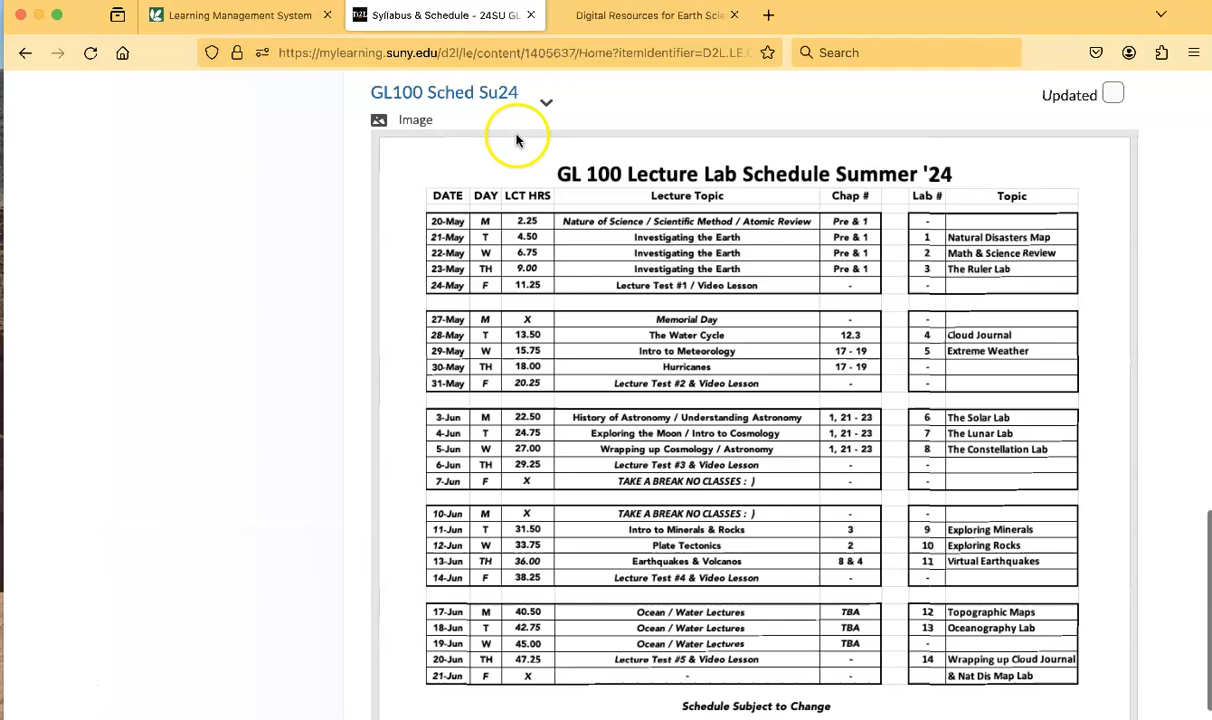 Learning Management System
Syllabus & Schedule - 24SU GL
Digital Resources for Earth Scie
https://mylearning.suny.edu/d2l/le/content/1405637/Home?itemIdentifier=D2L.LE.C
Search
GL100 Sched Su24
Updated
Image
GL 100 Lecture Lab Schedule Summer '24
DATE DAY LCT HRS Lecture Topic Chap # Lab # Topic
20-May M 2.25 Nature of Science / Scientific Method / Atomic Review Pre & 1 -
21-May T 4.50 Investigating the Earth Pre & 1 1 Natural Disasters Map
22-May W 6.75 Investigating the Earth Pre & 1 2 Math & Science Review
23-May TH 9.00 Investigating the Earth Pre & 1 3 The Ruler Lab
24-May F 11.25 Lecture Test #1 / Video Lesson - -
27-May M X Memorial Day - -
28-May T 13.50 The Water Cycle 12.3 4 Cloud Journal
29-May W 15.75 Intro to Meteorology 17 - 19 5 Extreme Weather
30-May TH 18.00 Hurricanes 17 - 19
31-May F 20.25 Lecture Test #2 & Video Lesson - -
3-Jun M 22.50 History of Astronomy / Understanding Astronomy 1, 21 - 23 6 The Solar Lab
4-Jun T 24.75 Exploring the Moon / Intro to Cosmology 1, 21 - 23 7 The Lunar Lab
5-Jun W 27.00 Wrapping up Cosmology / Astronomy 1, 21 - 23 8 The Constellation Lab
6-Jun TH 29.25 Lecture Test #3 & Video Lesson - -
7-Jun F X TAKE A BREAK NO CLASSES : ) - -
10-Jun M X TAKE A BREAK NO CLASSES : ) - -
11-Jun T 31.50 Intro to Minerals & Rocks 3 9 Exploring Minerals
12-Jun W 33.75 Plate Tectonics 2 10 Exploring Rocks
13-Jun TH 36.00 Earthquakes & Volcanos 8 & 4 11 Virtual Earthquakes
14-Jun F 38.25 Lecture Test #4 & Video Lesson - -
17-Jun M 40.50 Ocean / Water Lectures TBA 12 Topographic Maps
18-Jun T 42.75 Ocean / Water Lectures TBA 13 Oceanography Lab
19-Jun W 45.00 Ocean / Water Lectures TBA -
20-Jun TH 47.25 Lecture Test #5 & Video Lesson - 14 Wrapping up Cloud Journal
21-Jun F X - - & Nat Dis Map Lab
Schedule Subject to Change